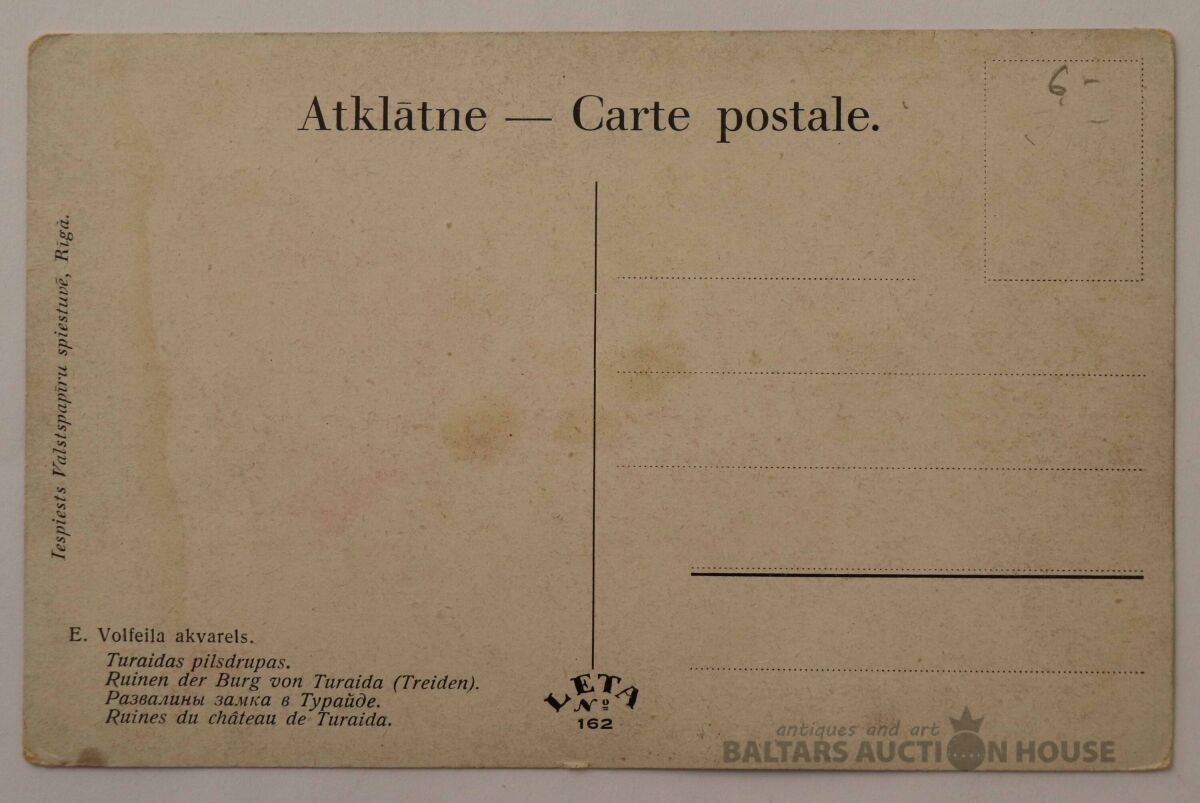 Atklātne — Carte postale.
6 -
Iespiests Valstspapīru spiestuvē, Rīgā.
E. Volfeila akvarels.
Turaidas pilsdrupas.
Ruinen der Burg von Turaida (Treiden).
Развалины замка в Турайде.
Ruines du château de Turaida.
LETA
№
162
antiques and art
BALTARS AUCTION HOUSE